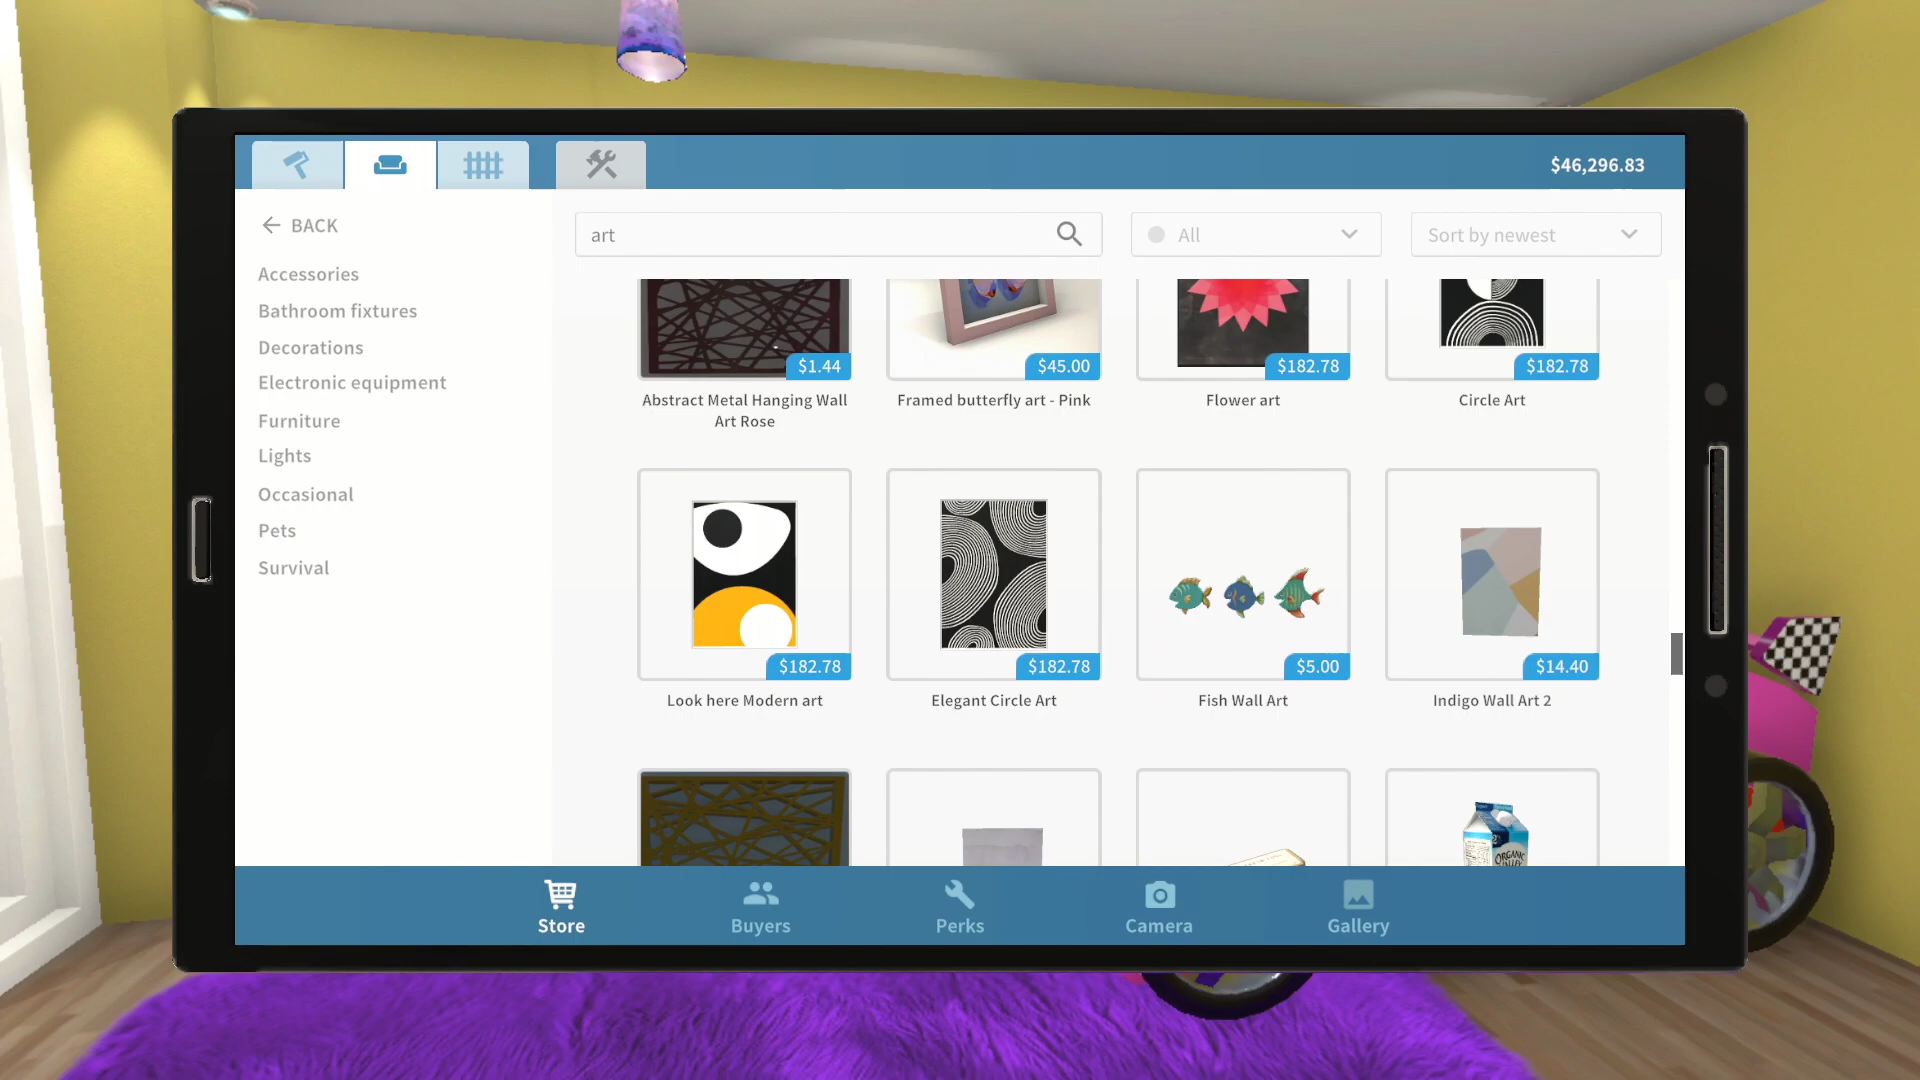 $46,296.83
BACK
art
All
Sort by newest
Accessories
Bathroom fixtures
Decorations
Electronic equipment
Furniture
Lights
Occasional
Pets
Survival
$1.44
$45.00
$182.78
$182.78
Abstract Metal Hanging Wall
Art Rose
Framed butterfly art - Pink
Flower art
Circle Art
$182.78
$182.78
$5.00
$14.40
Look here Modern art
Elegant Circle Art
Fish Wall Art
Indigo Wall Art 2
ORGANIC
VALLEY
Store
Buyers
Perks
Camera
Gallery